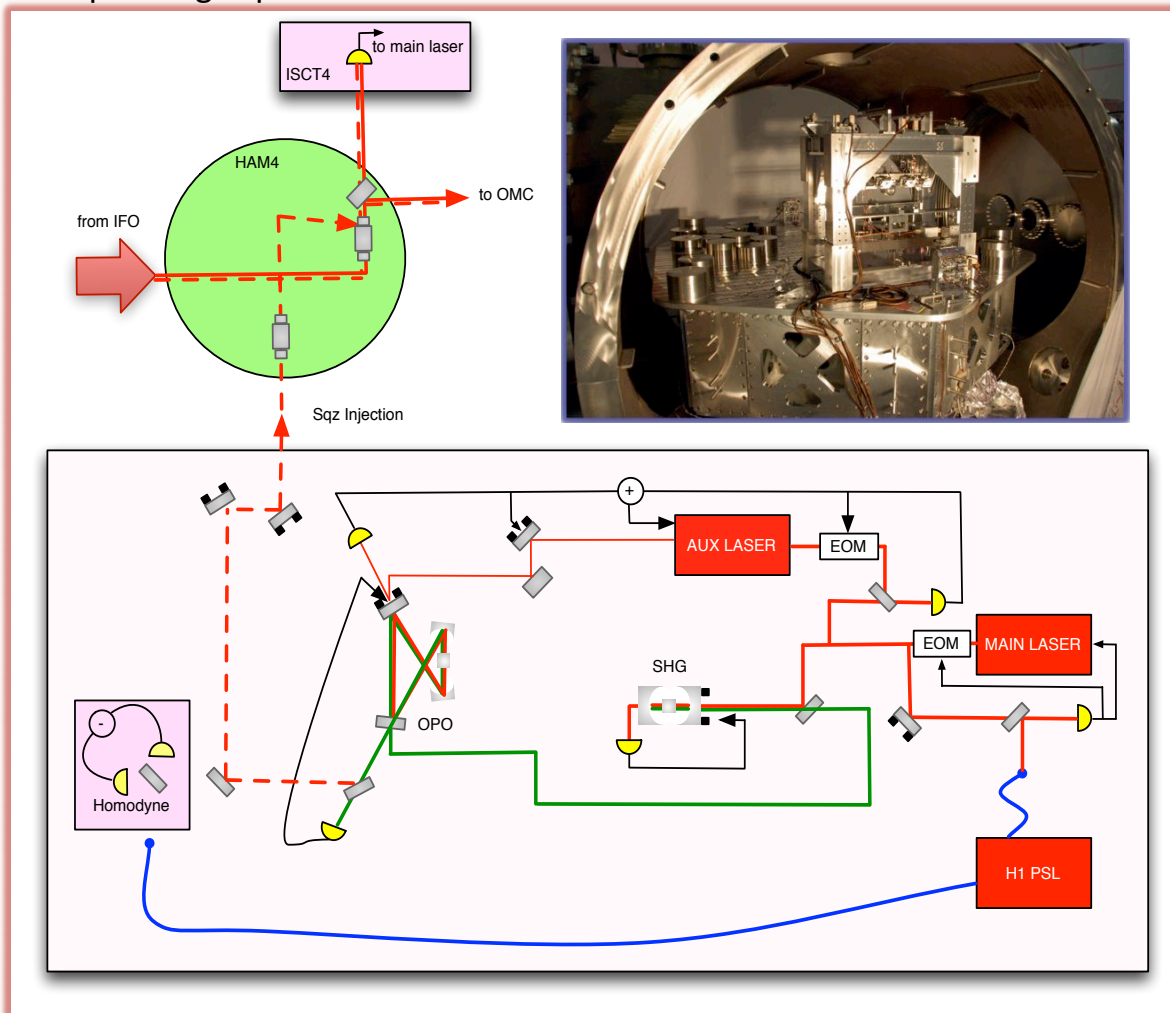 to main laser
ISCT4
HAM4
to OMC
from IFO
Sqz Injection
+
AUX LASER
EOM
EOM
MAIN LASER
SHG
OPO
-
Homodyne
H1 PSL